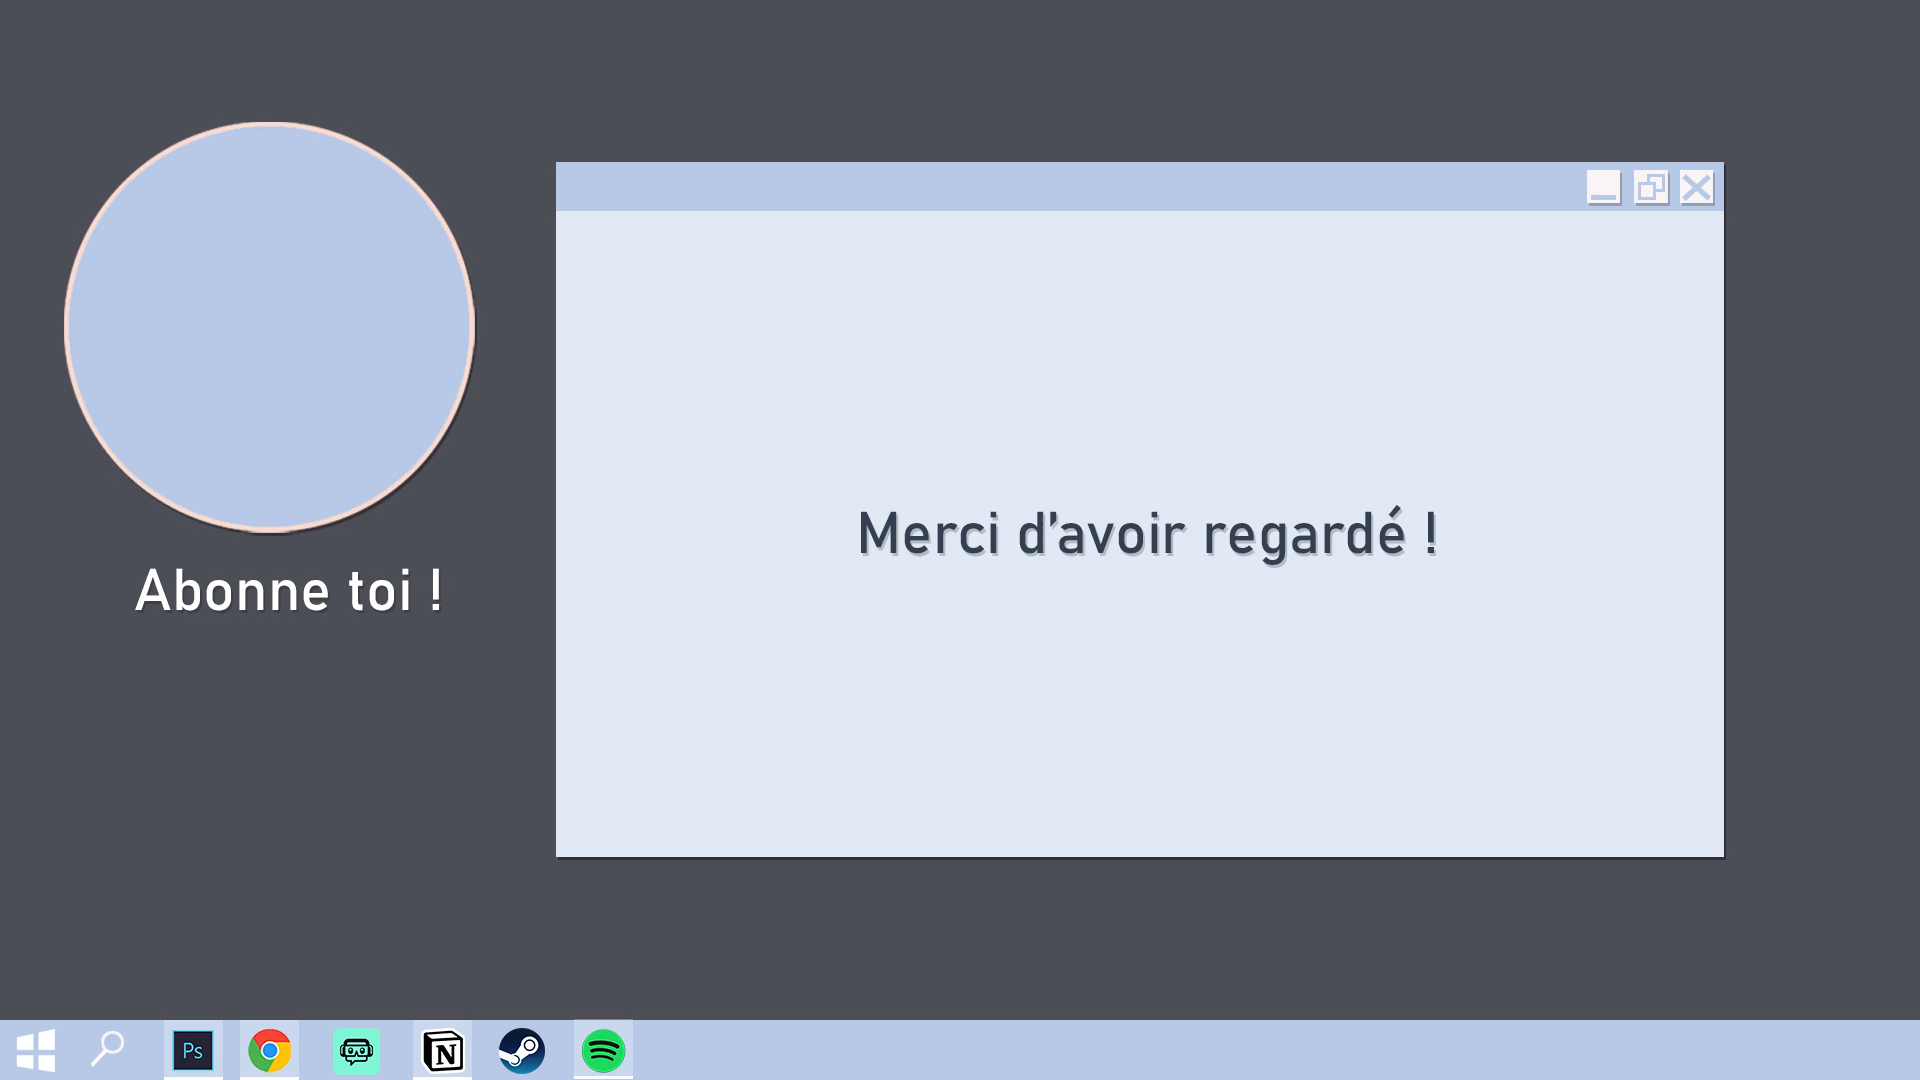 Merci d’avoir regardé !
Abonne toi !
Ps
N